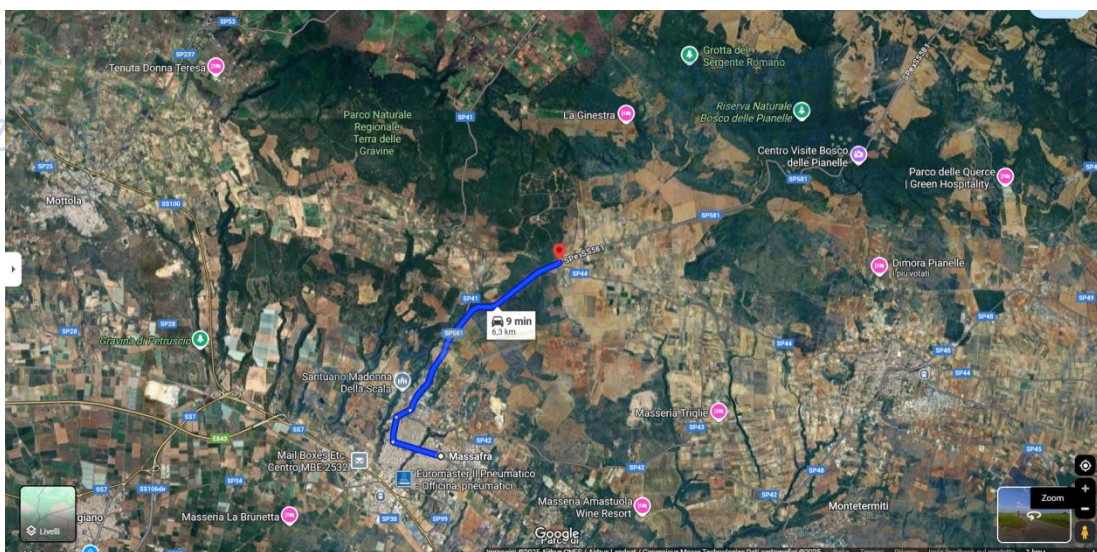 SP53
SP237
Tenuta Donna Teresa
Grotta del
Sergente Romano
SPexSS581
Parco Naturale
Regionale
Terra delle
Gravine
SP41
La Ginestra
Riserva Naturale
Bosco delle Pianelle
Centro Visite Bosco
delle Pianelle
SP25
SP581
Parco delle Querce
| Green Hospitality...
Mottola
SS100
SP581
SPexSS581
SP44
Dimora Pianelle
I più votati
SP41
SP49
9 min
6,3 km
SP48
SP28
SP28
SP581
Gravina di Petruscio
SP44
SP48
Santuario Madonna
Della Scala
SP44
SS7
Masseria Triglie
E843
SS7
SP42
SP43
Massafra
Mail Boxes Etc.
Centro MBE 2532
SP42
SP45
Euromaster Il Pneumatico
- Officina, pneumatici...
SP48
SS106dir
SP34
SP42
Zoom
Masseria La Brunetta
Masseria Amastuola
Wine Resort
Montetermiti
giano
Livelli
SP38
SP99
Google